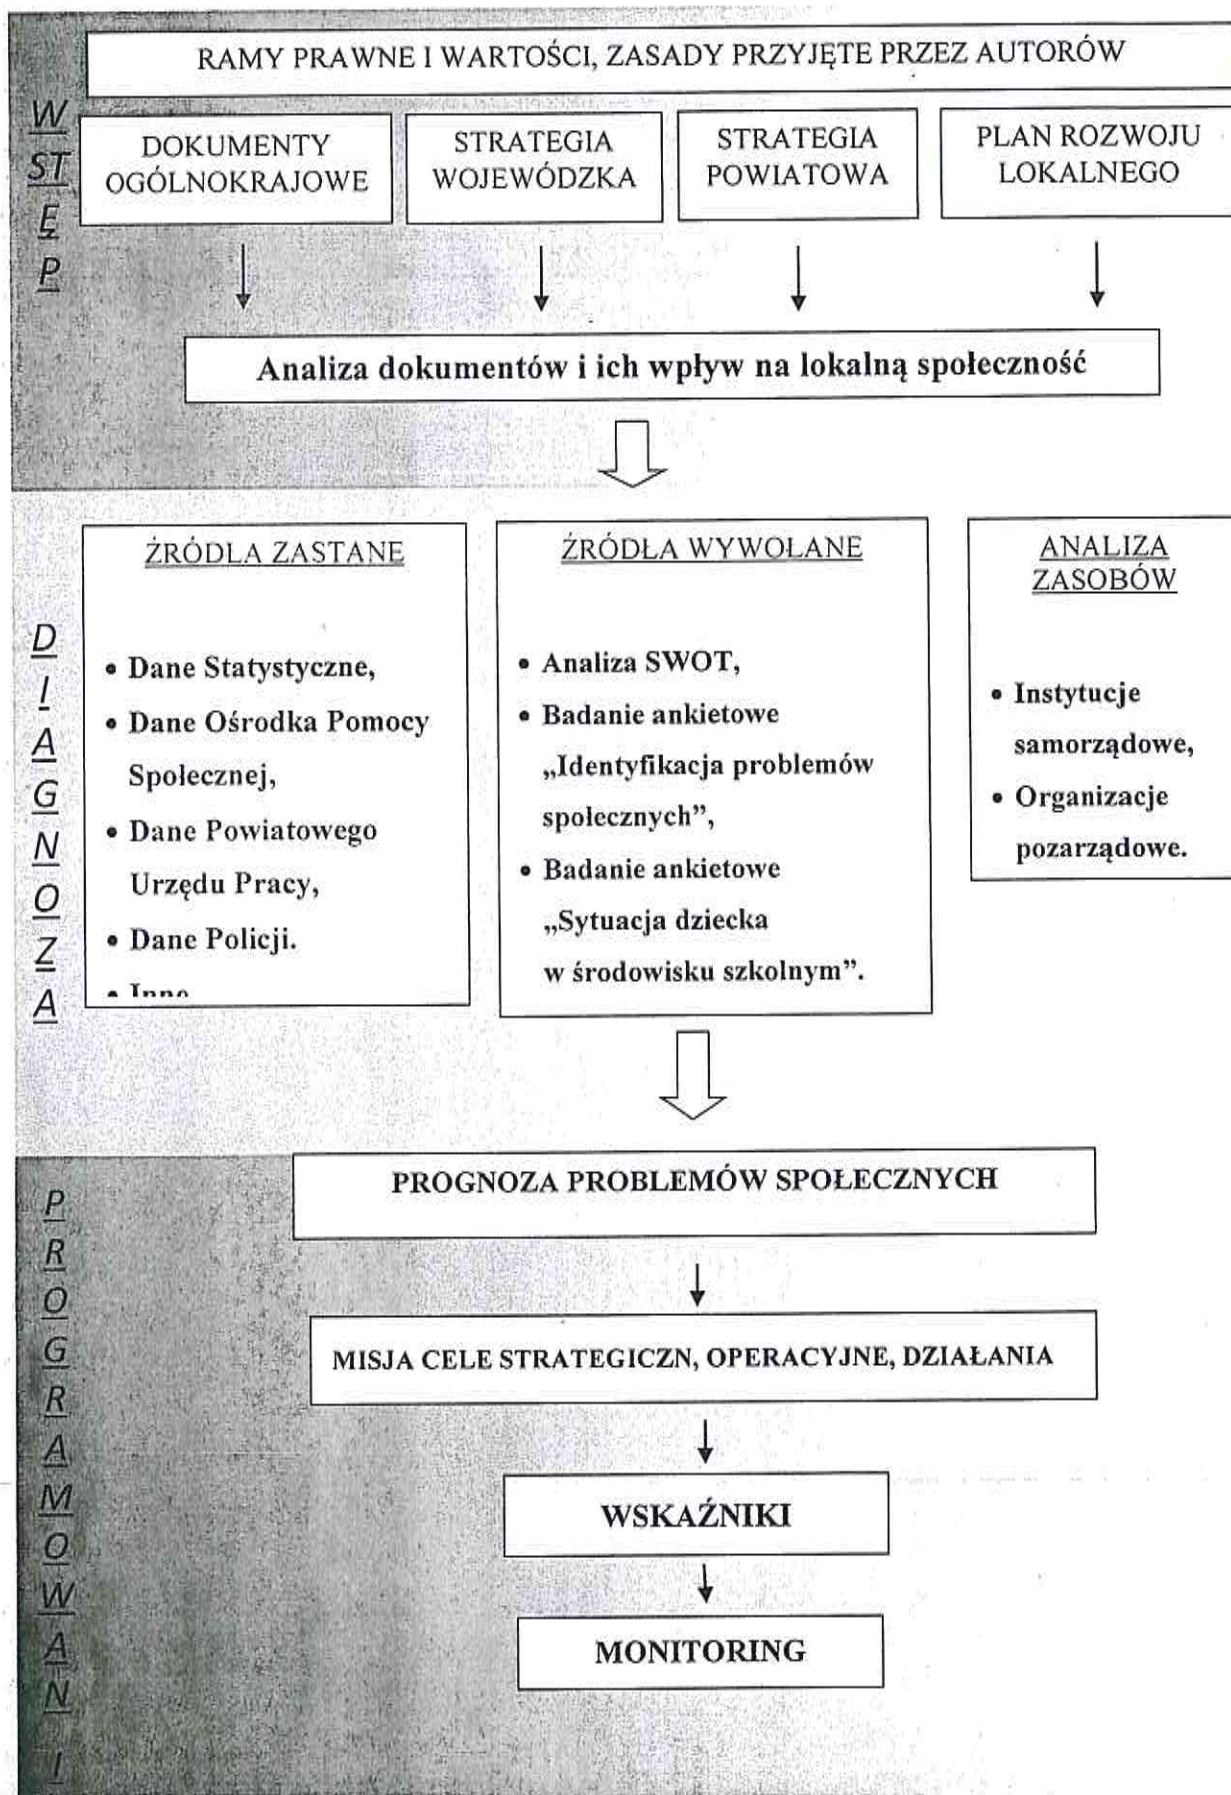 RAMY PRAWNE I WARTOŚCI, ZASADY PRZYJĘTE PRZEZ AUTORÓW
W
ST
Ę
P
DOKUMENTY
OGÓLNOKRAJOWE
STRATEGIA
WOJEWÓDZKA
STRATEGIA
POWIATOWA
PLAN ROZWOJU
LOKALNEGO
Analiza dokumentów i ich wpływ na lokalną społeczność
D
I
A
G
N
O
Z
A
ŹRÓDLA ZASTANE
• Dane Statystyczne,
• Dane Ośrodka Pomocy
Społecznej,
• Dane Powiatowego
Urzędu Pracy,
• Dane Policji.
• Inne
ŹRÓDŁA WYWOŁANE
• Analiza SWOT,
• Badanie ankietowe
„Identyfikacja problemów
społecznych”,
• Badanie ankietowe
„Sytuacja dziecka
w środowisku szkolnym”.
ANALIZA
ZASOBÓW
• Instytucje
samorządowe,
• Organizacje
pozarządowe.
P
R
O
G
R
A
M
O
W
A
N
I
PROGNOZA PROBLEMÓW SPOŁECZNYCH
MISJA CELE STRATEGICZN, OPERACYJNE, DZIAŁANIA
WSKAŹNIKI
MONITORING